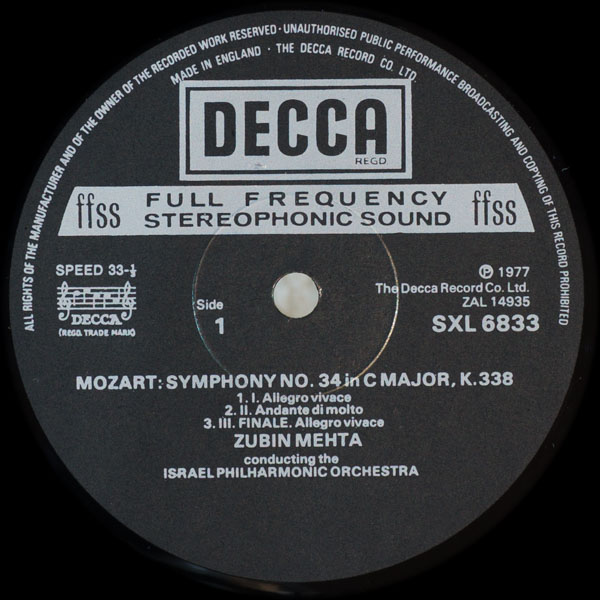 ALL RIGHTS OF THE MANUFACTURER AND OF THE OWNER OF THE RECORDED WORK RESERVED · UNAUTHORISED PUBLIC PERFORMANCE BROADCASTING AND COPYING OF THIS RECORD PROHIBITED
MADE IN ENGLAND · THE DECCA RECORD CO. LTD.
DECCA
REGD
ffss FULL FREQUENCY STEREOPHONIC SOUND ffss
SPEED 33-⅓
DECCA
(REGD. TRADE MARK)
Side
1
℗ 1977
The Decca Record Co. Ltd.
ZAL 14935
SXL 6833
MOZART: SYMPHONY NO. 34 in C MAJOR, K.338
1. I. Allegro vivace
2. II. Andante di molto
3. III. FINALE. Allegro vivace
ZUBIN MEHTA
conducting the
ISRAEL PHILHARMONIC ORCHESTRA